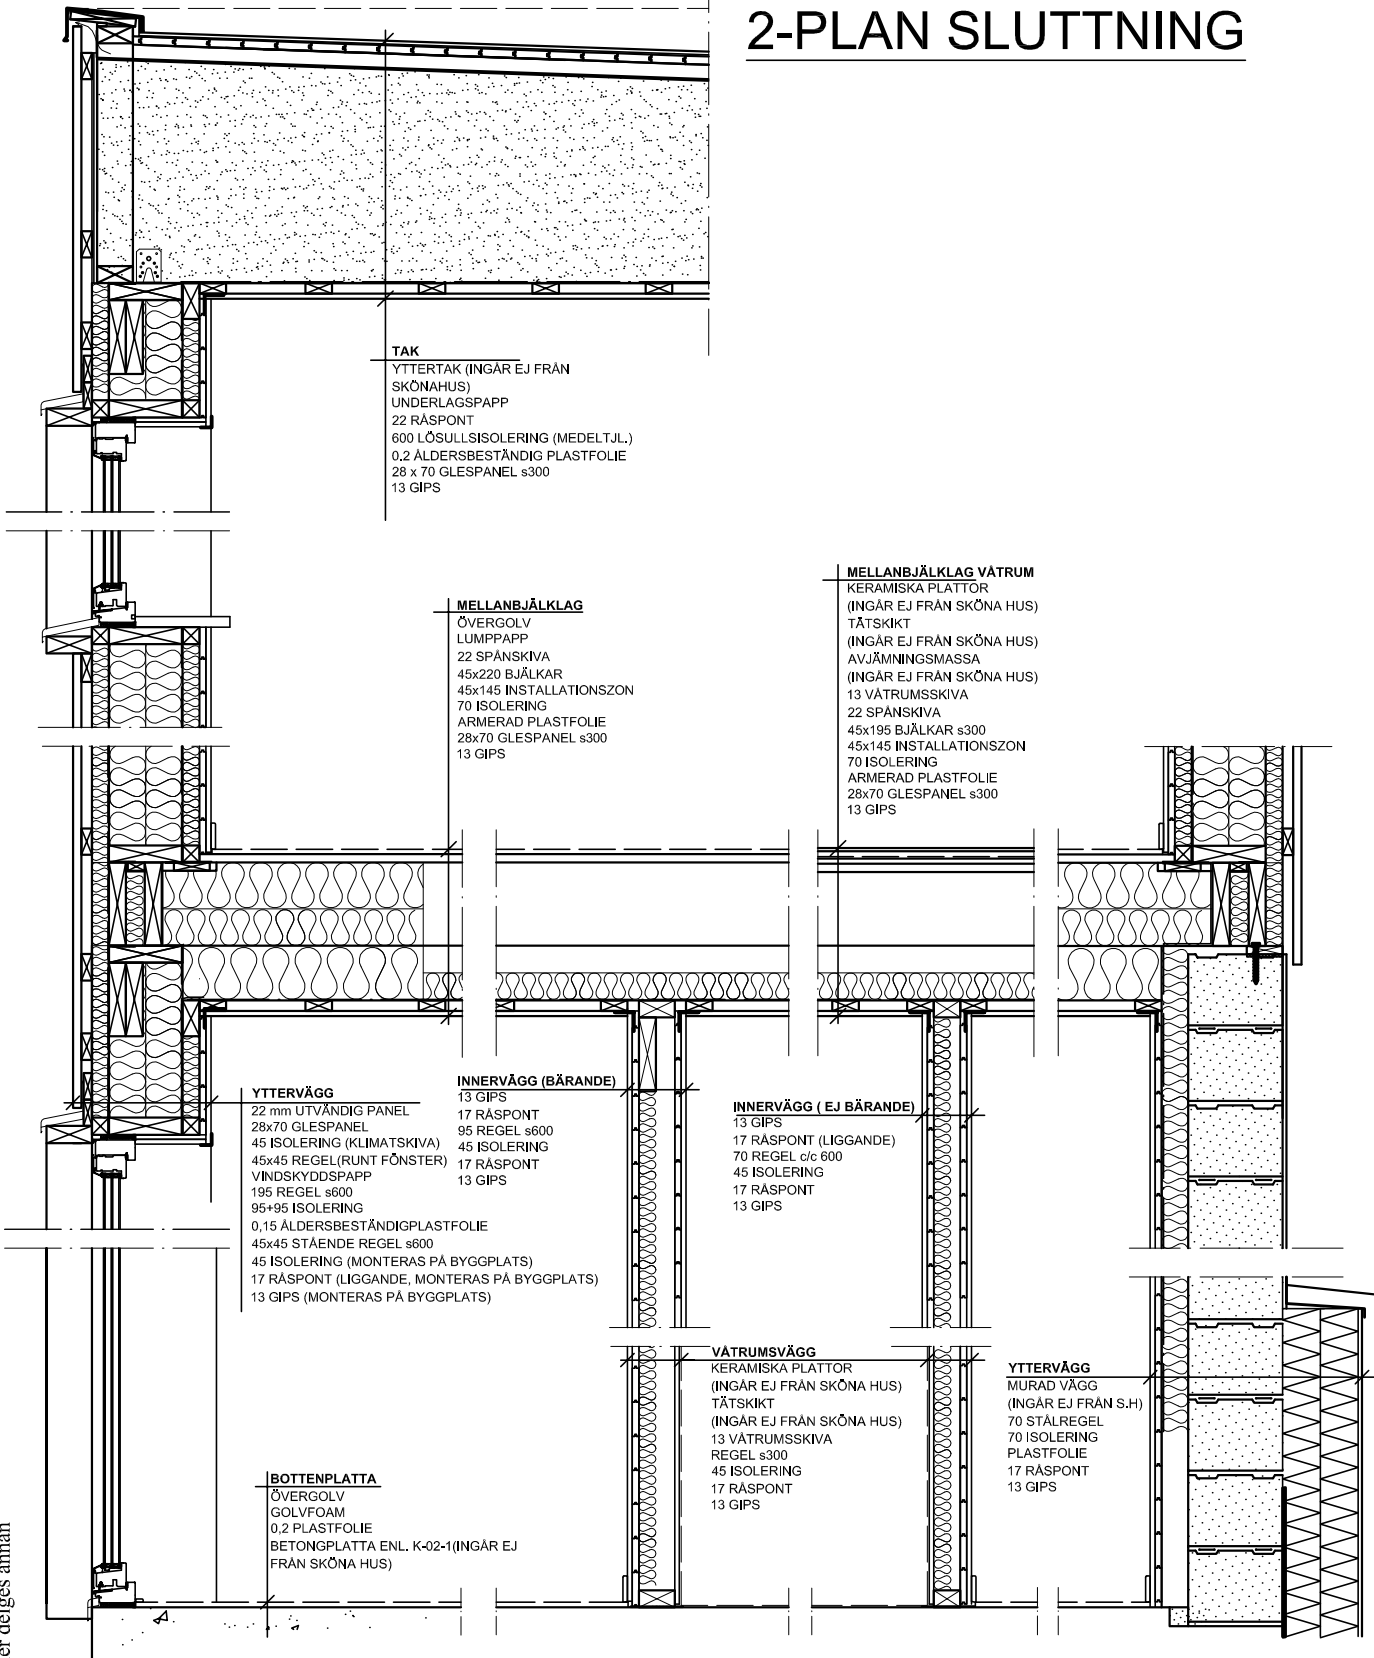 2-PLAN SLUTTNING
TAK
YTTERTAK (INGÅR EJ FRÅN
SKÖNAHUS)
UNDERLAGSPAPP
22 RÅSPONT
600 LÖSULLSISOLERING (MEDELTJL.)
0.2 ÅLDERSBESTÄNDIG PLASTFOLIE
28 x 70 GLESPANEL s300
13 GIPS
MELLANBJÄLKLAG
ÖVERGOLV
LUMPPAPP
22 SPÅNSKIVA
45x220 BJÄLKAR
45x145 INSTALLATIONSZON
70 ISOLERING
ARMERAD PLASTFOLIE
28x70 GLESPANEL s300
13 GIPS
MELLANBJÄLKLAG VÅTRUM
KERAMISKA PLATTOR
(INGÅR EJ FRÅN SKÖNA HUS)
TÄTSKIKT
(INGÅR EJ FRÅN SKÖNA HUS)
AVJÄMNINGSMASSA
(INGÅR EJ FRÅN SKÖNA HUS)
13 VÅTRUMSSKIVA
22 SPÅNSKIVA
45x195 BJÄLKAR s300
45x145 INSTALLATIONSZON
70 ISOLERING
ARMERAD PLASTFOLIE
28x70 GLESPANEL s300
13 GIPS
YTTERVÄGG
22 mm UTVÄNDIG PANEL
28x70 GLESPANEL
45 ISOLERING (KLIMATSKIVA)
45x45 REGEL(RUNT FÖNSTER)
VINDSKYDDSPAPP
195 REGEL s600
95+95 ISOLERING
0,15 ÅLDERSBESTÄNDIGPLASTFOLIE
45x45 STÅENDE REGEL s600
45 ISOLERING (MONTERAS PÅ BYGGPLATS)
17 RÅSPONT (LIGGANDE, MONTERAS PÅ BYGGPLATS)
13 GIPS (MONTERAS PÅ BYGGPLATS)
INNERVÄGG (BÄRANDE)
13 GIPS
17 RÅSPONT
95 REGEL s600
45 ISOLERING
17 RÅSPONT
13 GIPS
INNERVÄGG ( EJ BÄRANDE)
13 GIPS
17 RÅSPONT (LIGGANDE)
70 REGEL c/c 600
45 ISOLERING
17 RÅSPONT
13 GIPS
VÅTRUMSVÄGG
KERAMISKA PLATTOR
(INGÅR EJ FRÅN SKÖNA HUS)
TÄTSKIKT
(INGÅR EJ FRÅN SKÖNA HUS)
13 VÅTRUMSSKIVA
REGEL s300
45 ISOLERING
17 RÅSPONT
13 GIPS
YTTERVÄGG
MURAD VÄGG
(INGÅR EJ FRÅN S.H)
70 STÅLREGEL
70 ISOLERING
PLASTFOLIE
17 RÅSPONT
13 GIPS
BOTTENPLATTA
ÖVERGOLV
GOLVFOAM
0,2 PLASTFOLIE
BETONGPLATTA ENL. K-02-1(INGÅR EJ
FRÅN SKÖNA HUS)
er delges annan